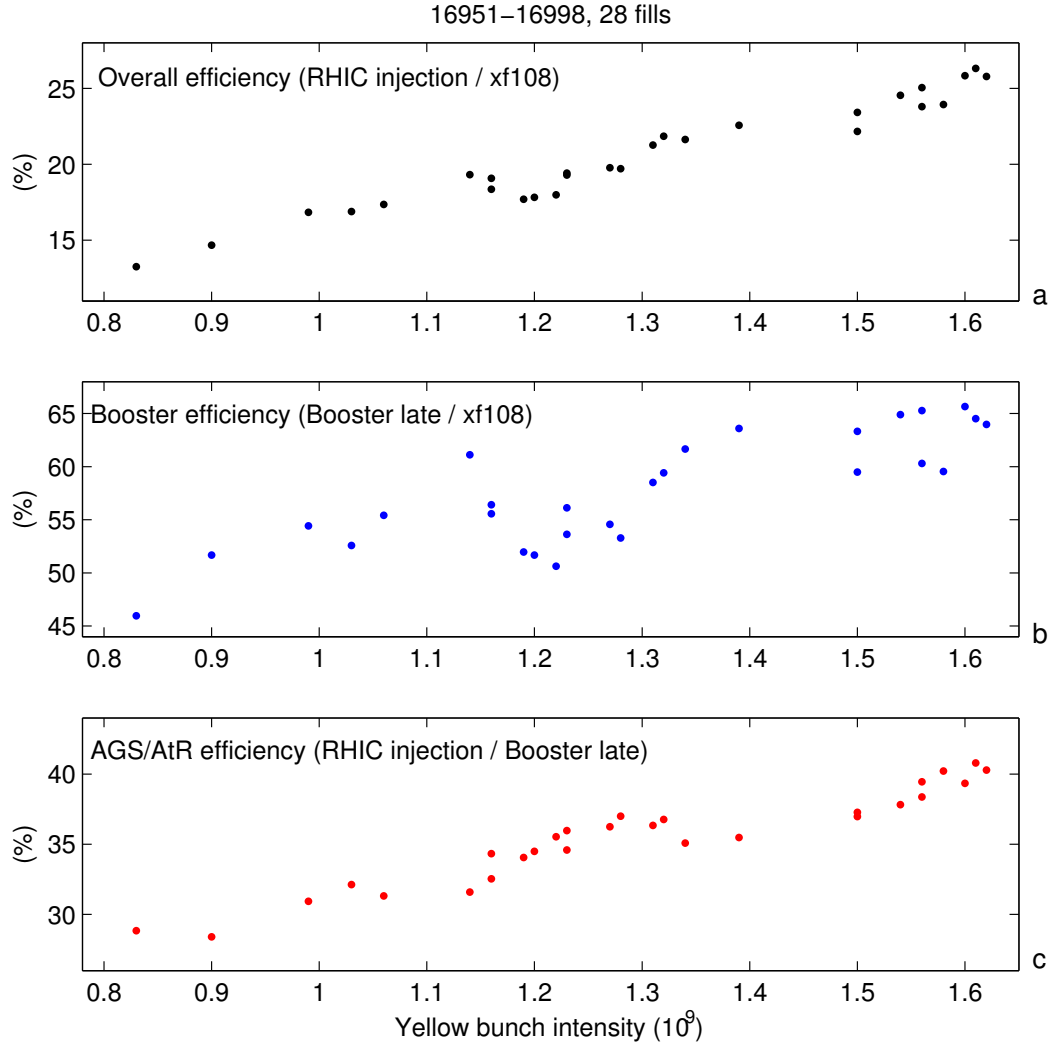 16951−16998, 28 fills
Overall efficiency (RHIC injection / xf108)
(%)
25
20
15
0.8 0.9 1 1.1 1.2 1.3 1.4 1.5 1.6
a
Booster efficiency (Booster late / xf108)
(%)
65
60
55
50
45
0.8 0.9 1 1.1 1.2 1.3 1.4 1.5 1.6
b
AGS/AtR efficiency (RHIC injection / Booster late)
(%)
40
35
30
0.8 0.9 1 1.1 1.2 1.3 1.4 1.5 1.6
c
Yellow bunch intensity (10⁹)